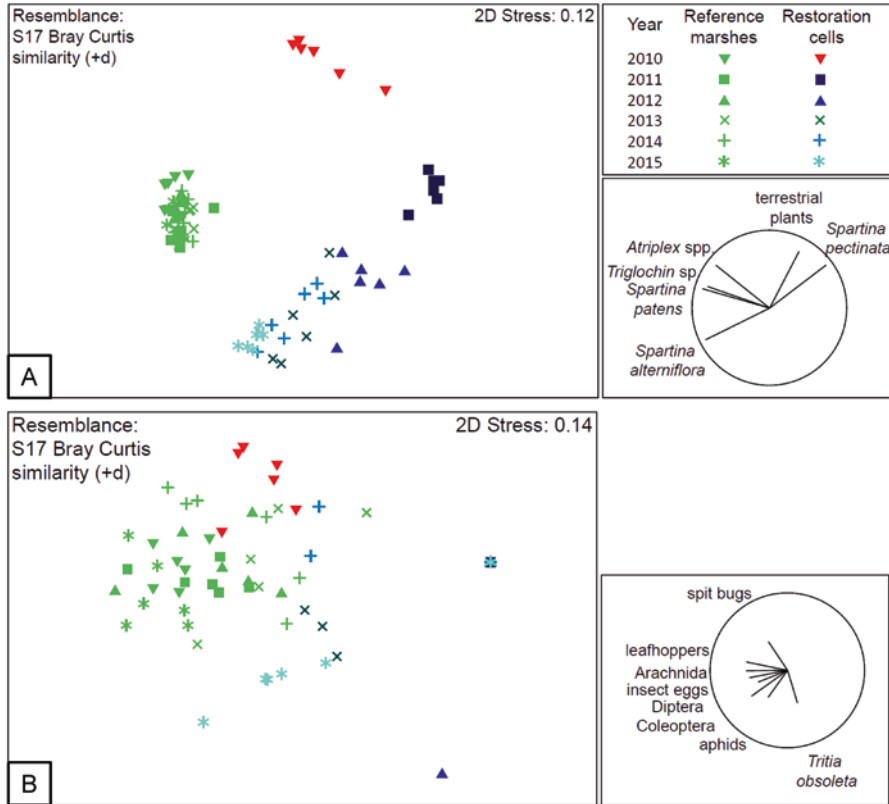 Resemblance:
S17 Bray Curtis
similarity (+d)
2D Stress: 0.12
A
Year Reference marshes Restoration cells
2010
2011
2012
2013
2014
2015
terrestrial
plants
Spartina
pectinata
Atriplex spp.
Triglochin sp.
Spartina
patens
Spartina
alterniflora
Resemblance:
S17 Bray Curtis
similarity (+d)
2D Stress: 0.14
B
spit bugs
leafhoppers
Arachnida
insect eggs
Diptera
Coleoptera
aphids
Tritia
obsoleta